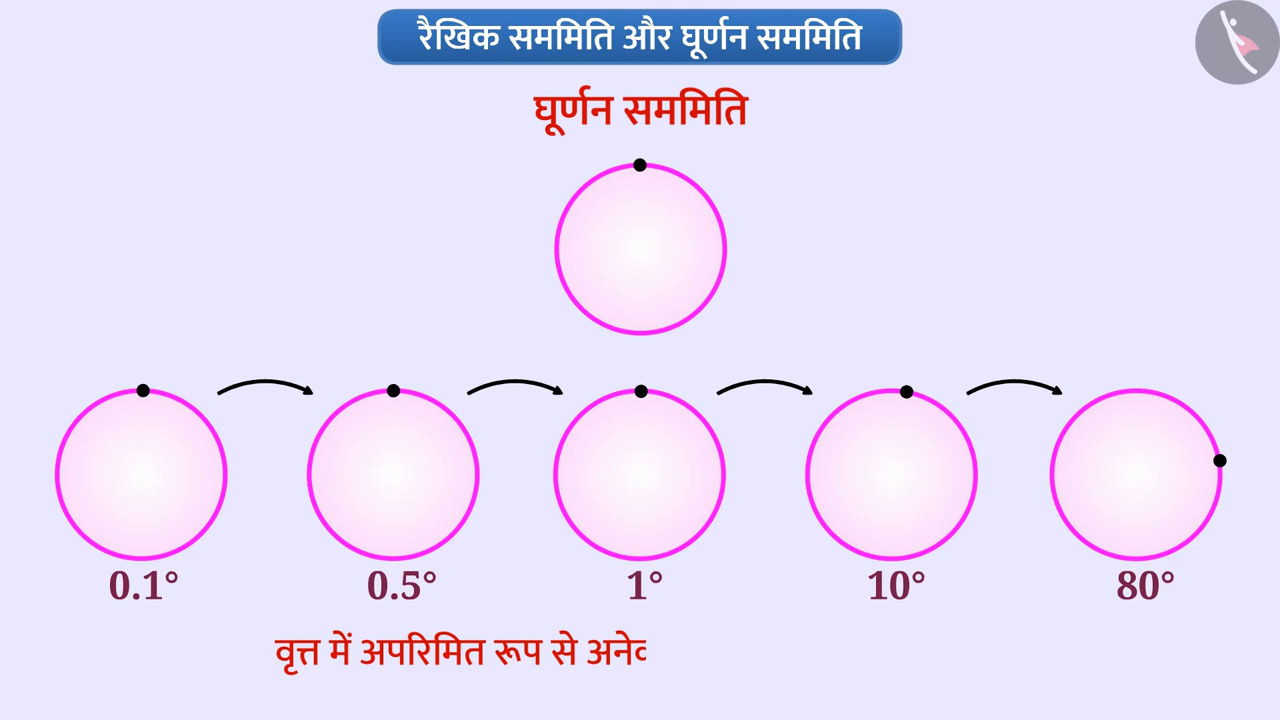 रैखिक सममिति और घूर्णन सममिति
घूर्णन सममिति
0.1° 0.5° 1° 10° 80°
वृत्त में अपरिमित रूप से